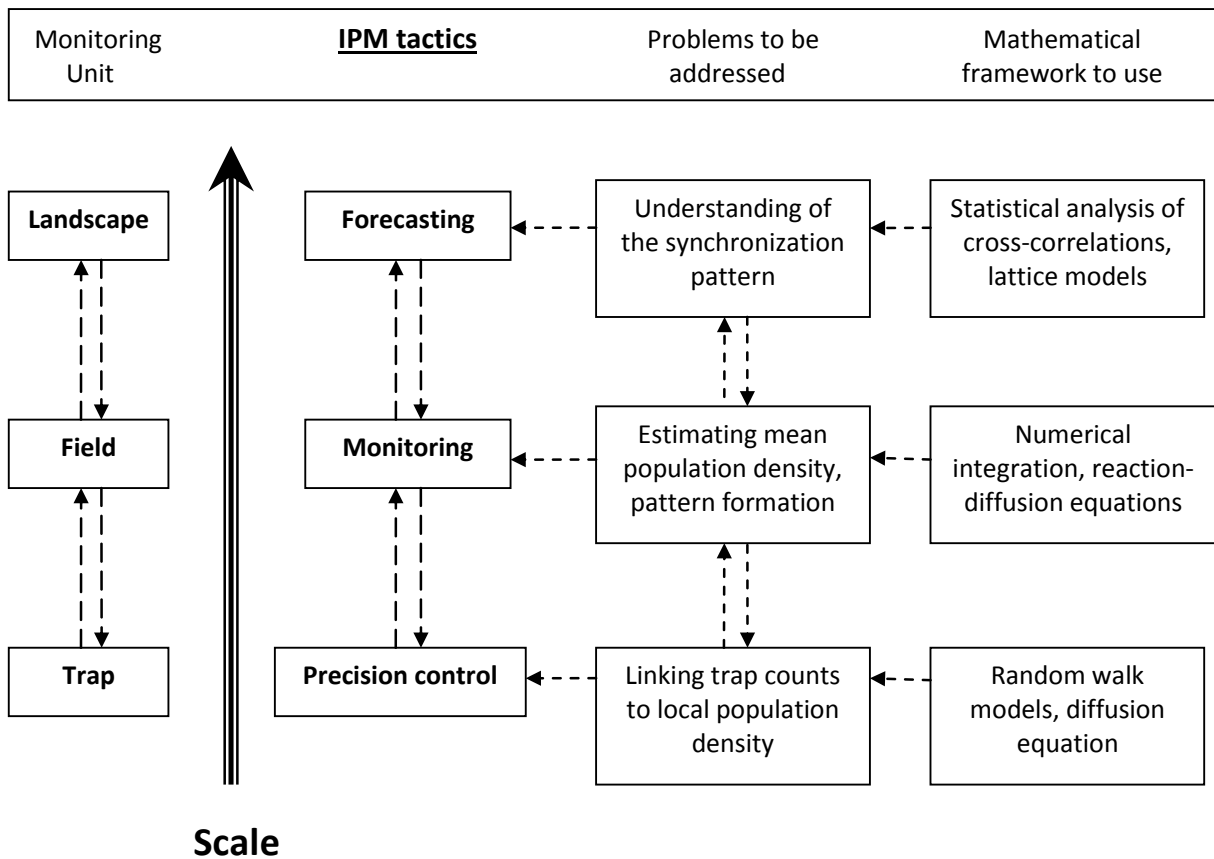 Monitoring
Unit
IPM tactics
Problems to be
addressed
Mathematical
framework to use
Landscape
Forecasting
Understanding of
the synchronization
pattern
Statistical analysis of
cross-correlations,
lattice models
Field
Monitoring
Estimating mean
population density,
pattern formation
Numerical
integration, reaction-
diffusion equations
Trap
Precision control
Linking trap counts
to local population
density
Random walk
models, diffusion
equation
Scale